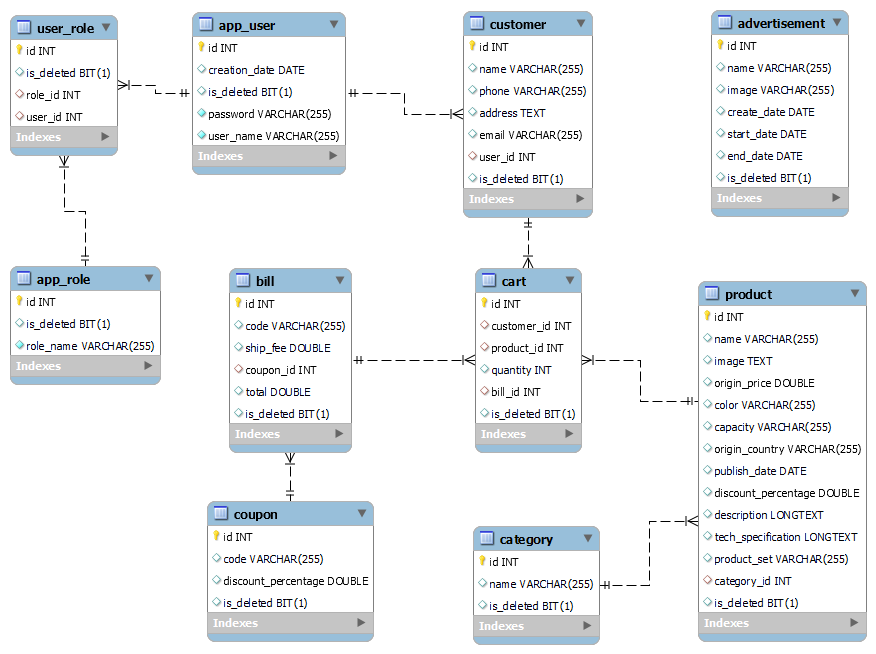 user_role
id INT
is_deleted BIT(1)
role_id INT
user_id INT
Indexes
app_user
id INT
creation_date DATE
is_deleted BIT(1)
password VARCHAR(255)
user_name VARCHAR(255)
Indexes
customer
id INT
name VARCHAR(255)
phone VARCHAR(255)
address TEXT
email VARCHAR(255)
user_id INT
is_deleted BIT(1)
Indexes
advertisement
id INT
name VARCHAR(255)
image VARCHAR(255)
create_date DATE
start_date DATE
end_date DATE
is_deleted BIT(1)
Indexes
app_role
id INT
is_deleted BIT(1)
role_name VARCHAR(255)
Indexes
bill
id INT
code VARCHAR(255)
ship_fee DOUBLE
coupon_id INT
total DOUBLE
is_deleted BIT(1)
Indexes
cart
id INT
customer_id INT
product_id INT
quantity INT
bill_id INT
is_deleted BIT(1)
Indexes
product
id INT
name VARCHAR(255)
image TEXT
origin_price DOUBLE
color VARCHAR(255)
capacity VARCHAR(255)
origin_country VARCHAR(255)
publish_date DATE
discount_percentage DOUBLE
description LONGTEXT
tech_specification LONGTEXT
product_set VARCHAR(255)
category_id INT
is_deleted BIT(1)
Indexes
coupon
id INT
code VARCHAR(255)
discount_percentage DOUBLE
is_deleted BIT(1)
Indexes
category
id INT
name VARCHAR(255)
is_deleted BIT(1)
Indexes